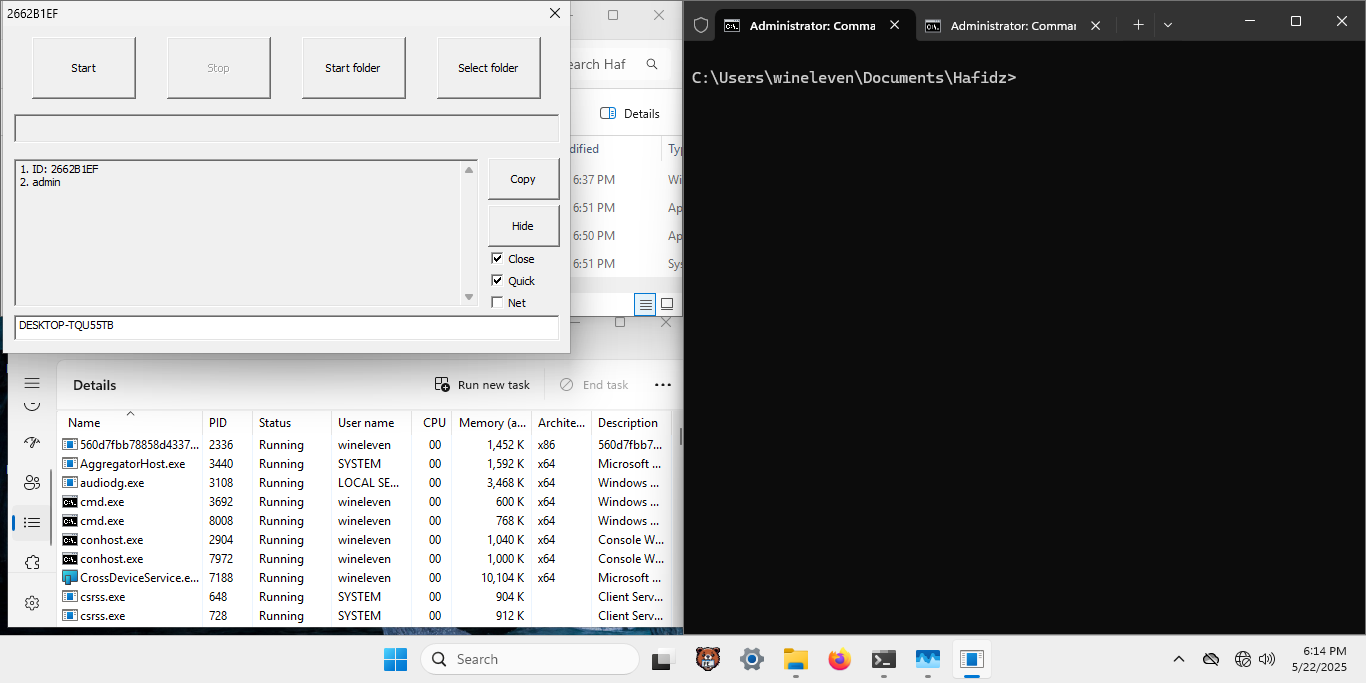 2662B1EF
Start
Stop
Start folder
Select folder
1. ID: 2662B1EF
2. admin
Copy
Hide
Close
Quick
Net
DESKTOP-TQU55TB
earch Haf
Details
dified
Typ
6:37 PM
Wi
6:51 PM
Ap
6:50 PM
Ap
6:51 PM
Sys
Administrator: Comma
Administrator: Comman
C:\Users\wineleven\Documents\Hafidz>
Details
Run new task
End task
Name PID Status User name CPU Memory (a... Archite... Description
560d7fbb78858d4337... 2336 Running wineleven 00 1,452 K x86 560d7fbb7...
AggregatorHost.exe 3440 Running SYSTEM 00 1,592 K x64 Microsoft ...
audiodg.exe 3108 Running LOCAL SE... 00 3,468 K x64 Windows ...
cmd.exe 3692 Running wineleven 00 600 K x64 Windows ...
cmd.exe 8008 Running wineleven 00 768 K x64 Windows ...
conhost.exe 2904 Running wineleven 00 1,040 K x64 Console W...
conhost.exe 7972 Running wineleven 00 1,000 K x64 Console W...
CrossDeviceService.e... 7188 Running wineleven 00 10,104 K x64 Microsoft ...
csrss.exe 648 Running SYSTEM 00 904 K Client Serv...
csrss.exe 728 Running SYSTEM 00 912 K Client Serv...
Search
6:14 PM
5/22/2025